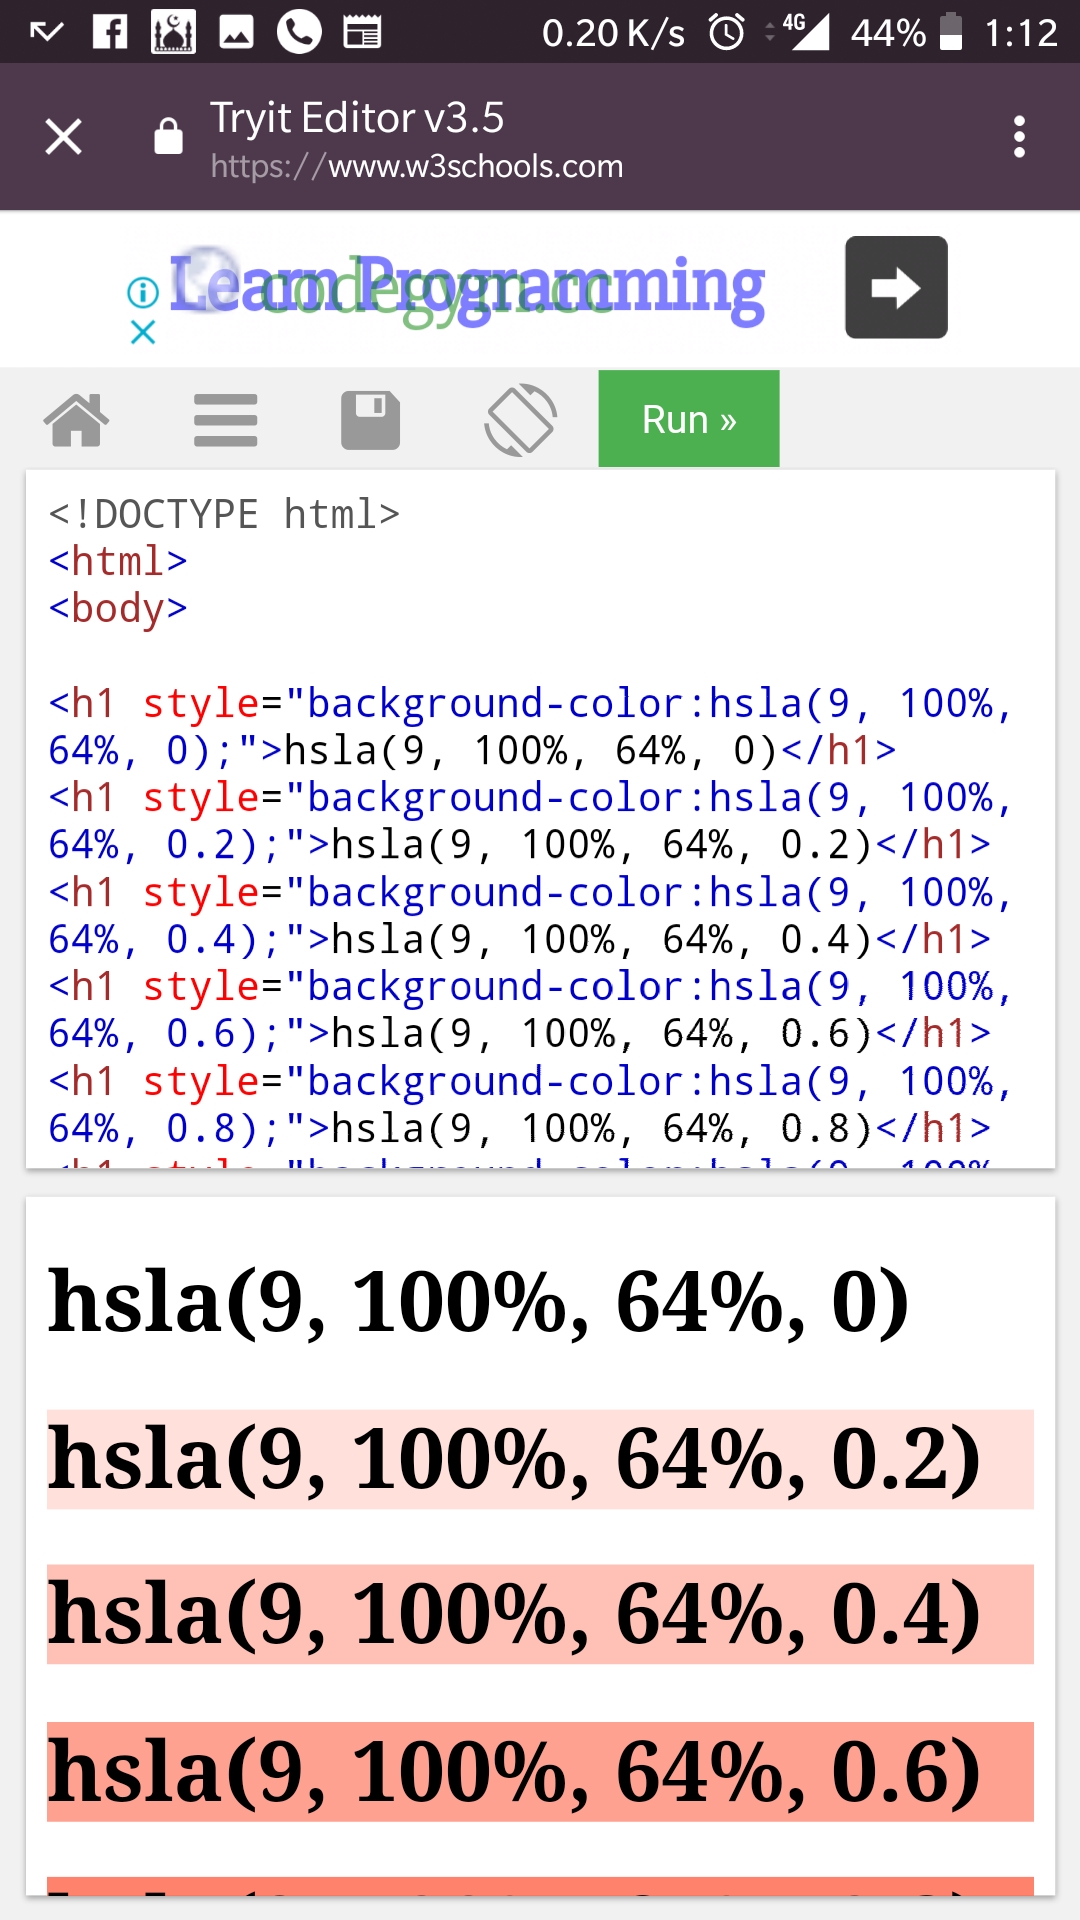 0.20 K/s 4G 44% 1:12
Tryit Editor v3.5
https://www.w3schools.com
Learn Programming
codegym.cc
Run »
<!DOCTYPE html>
<html>
<body>
<h1 style="background-color:hsla(9, 100%,
64%, 0);">hsla(9, 100%, 64%, 0)</h1>
<h1 style="background-color:hsla(9, 100%,
64%, 0.2);">hsla(9, 100%, 64%, 0.2)</h1>
<h1 style="background-color:hsla(9, 100%,
64%, 0.4);">hsla(9, 100%, 64%, 0.4)</h1>
<h1 style="background-color:hsla(9, 100%,
64%, 0.6);">hsla(9, 100%, 64%, 0.6)</h1>
<h1 style="background-color:hsla(9, 100%,
64%, 0.8);">hsla(9, 100%, 64%, 0.8)</h1>
hsla(9, 100%, 64%, 0)
hsla(9, 100%, 64%, 0.2)
hsla(9, 100%, 64%, 0.4)
hsla(9, 100%, 64%, 0.6)